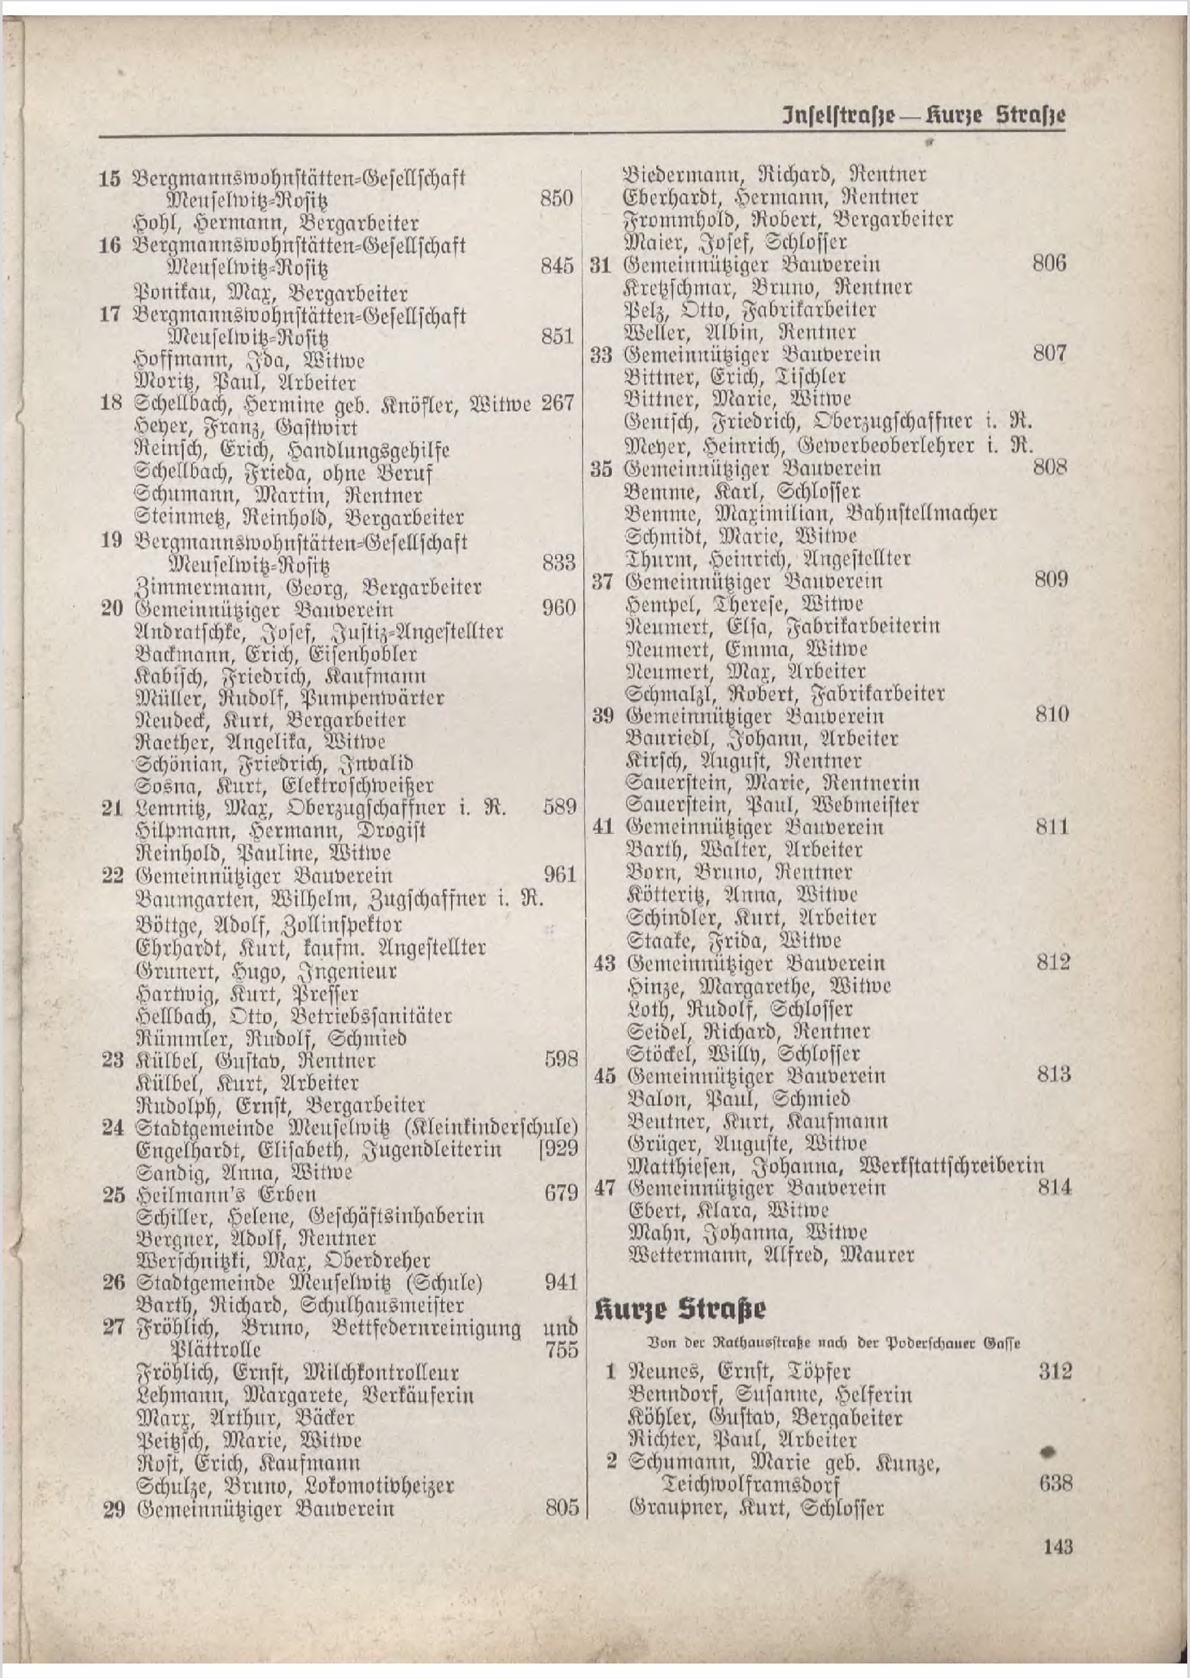 Inselstraße — Kurze Straße
15 Bergmannswohnstätten-Gesellschaft
Meuselwitz-Rositz 850
Hohl, Hermann, Bergarbeiter
16 Bergmannswohnstätten-Gesellschaft
Meuselwitz-Rositz 845
Ponikau, Max, Bergarbeiter
17 Bergmannswohnstätten-Gesellschaft
Meuselwitz-Rositz 851
Hoffmann, Ida, Witwe
Moritz, Paul, Arbeiter
18 Schellbach, Hermine geb. Knöfler, Witwe 267
Heyer, Franz, Gastwirt
Reinsch, Erich, Handlungsgehilfe
Schellbach, Frieda, ohne Beruf
Schumann, Martin, Rentner
Steinmetz, Reinhold, Bergarbeiter
19 Bergmannswohnstätten-Gesellschaft
Meuselwitz-Rositz 833
Zimmermann, Georg, Bergarbeiter
20 Gemeinnütziger Bauverein 960
Andratschke, Josef, Justiz-Angestellter
Backmann, Erich, Eisenhobler
Kabisch, Friedrich, Kaufmann
Müller, Rudolf, Pumpenwärter
Neudeck, Kurt, Bergarbeiter
Raether, Angelika, Witwe
Schönian, Friedrich, Invalid
Sosna, Kurt, Elektroschweißer
21 Lemnitz, Max, Oberzugschaffner i. R. 589
Hilpmann, Hermann, Drogist
Reinhold, Pauline, Witwe
22 Gemeinnütziger Bauverein 961
Baumgarten, Wilhelm, Zugschaffner i. R.
Böttge, Adolf, Zollinspektor
Ehrhardt, Kurt, kaufm. Angestellter
Grunert, Hugo, Ingenieur
Hartwig, Kurt, Presser
Hellbach, Otto, Betriebssanitäter
Rümmler, Rudolf, Schmied
23 Külbel, Gustav, Rentner 598
Külbel, Kurt, Arbeiter
Rudolph, Ernst, Bergarbeiter
24 Stadtgemeinde Meuselwitz (Kleinkinderschule)
Engelhardt, Elisabeth, Jugendleiterin [929
Sandig, Anna, Witwe
25 Heilmann's Erben 679
Schiller, Helene, Geschäftsinhaberin
Bergner, Adolf, Rentner
Werschnitzki, Max, Oberdreher
26 Stadtgemeinde Meuselwitz (Schule) 941
Barth, Richard, Schulhausmeister
27 Fröhlich, Bruno, Bettfedernreinigung und
Plättrolle 755
Fröhlich, Ernst, Milchkontrolleur
Lehmann, Margarete, Verkäuferin
Marx, Arthur, Bäcker
Peitzsch, Marie, Witwe
Rost, Erich, Kaufmann
Schulze, Bruno, Lokomotivheizer
29 Gemeinnütziger Bauverein 805
Biedermann, Richard, Rentner
Eberhardt, Hermann, Rentner
Frommhold, Robert, Bergarbeiter
Maier, Josef, Schlosser
31 Gemeinnütziger Bauverein 806
Kretzschmar, Bruno, Rentner
Pelz, Otto, Fabrikarbeiter
Weller, Albin, Rentner
33 Gemeinnütziger Bauverein 807
Bittner, Erich, Tischler
Bittner, Marie, Witwe
Gentsch, Friedrich, Oberzugschaffner i. R.
Meyer, Heinrich, Gewerbeoberlehrer i. R.
35 Gemeinnütziger Bauverein 808
Bemme, Karl, Schlosser
Bemme, Maximilian, Bahnstellmacher
Schmidt, Marie, Witwe
Thurm, Heinrich, Angestellter
37 Gemeinnütziger Bauverein 809
Hempel, Therese, Witwe
Neumert, Elsa, Fabrikarbeiterin
Neumert, Emma, Witwe
Neumert, Max, Arbeiter
Schmalzl, Robert, Fabrikarbeiter
39 Gemeinnütziger Bauverein 810
Bauriedl, Johann, Arbeiter
Kirsch, August, Rentner
Sauerstein, Marie, Rentnerin
Sauerstein, Paul, Webmeister
41 Gemeinnütziger Bauverein 811
Barth, Walter, Arbeiter
Born, Bruno, Rentner
Kötteritz, Anna, Witwe
Schindler, Kurt, Arbeiter
Staake, Frida, Witwe
43 Gemeinnütziger Bauverein 812
Hinze, Margarethe, Witwe
Loth, Rudolf, Schlosser
Seidel, Richard, Rentner
Stöckel, Willy, Schlosser
45 Gemeinnütziger Bauverein 813
Balon, Paul, Schmied
Beutner, Kurt, Kaufmann
Grüger, Auguste, Witwe
Matthiesen, Johanna, Werkstattschreiberin
47 Gemeinnütziger Bauverein 814
Ebert, Klara, Witwe
Mahn, Johanna, Witwe
Wettermann, Alfred, Maurer
Kurze Straße
Von der Rathausstraße nach der Poderschauer Gasse
1 Neunes, Ernst, Töpfer 312
Benndorf, Susanne, Helferin
Köhler, Gustav, Bergabeiter
Richter, Paul, Arbeiter
2 Schumann, Marie geb. Kunze,
Teichwolframsdorf 638
Graupner, Kurt, Schlosser
143